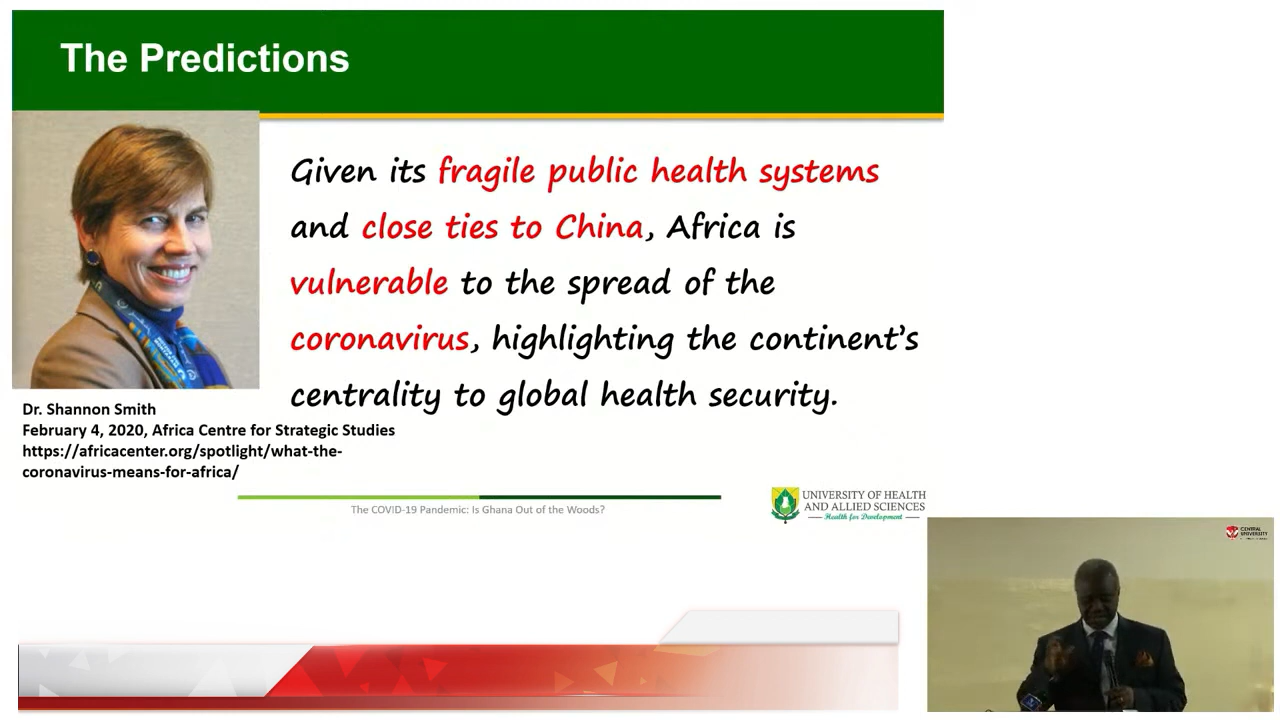 The Predictions
Given its fragile public health systems
and close ties to China, Africa is
vulnerable to the spread of the
coronavirus, highlighting the continent's
centrality to global health security.
Dr. Shannon Smith
February 4, 2020, Africa Centre for Strategic Studies
https://africacenter.org/spotlight/what-the-
coronavirus-means-for-africa/
The COVID-19 Pandemic: Is Ghana Out of the Woods?
UNIVERSITY OF HEALTH
AND ALLIED SCIENCES
Health for Development
CENTRAL
UNIVERSITY